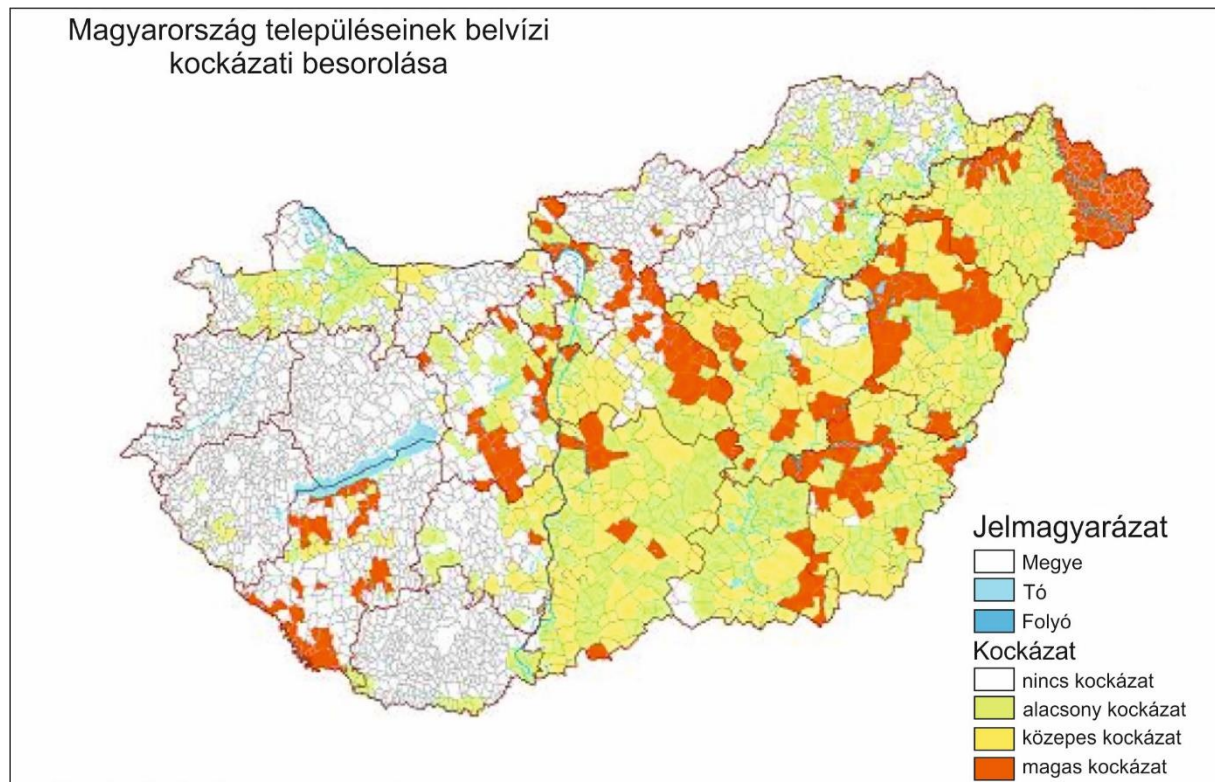 Magyarország településeinek belvízi
kockázati besorolása
Jelmagyarázat
Megye
Tó
Folyó
Kockázat
nincs kockázat
alacsony kockázat
közepes kockázat
magas kockázat